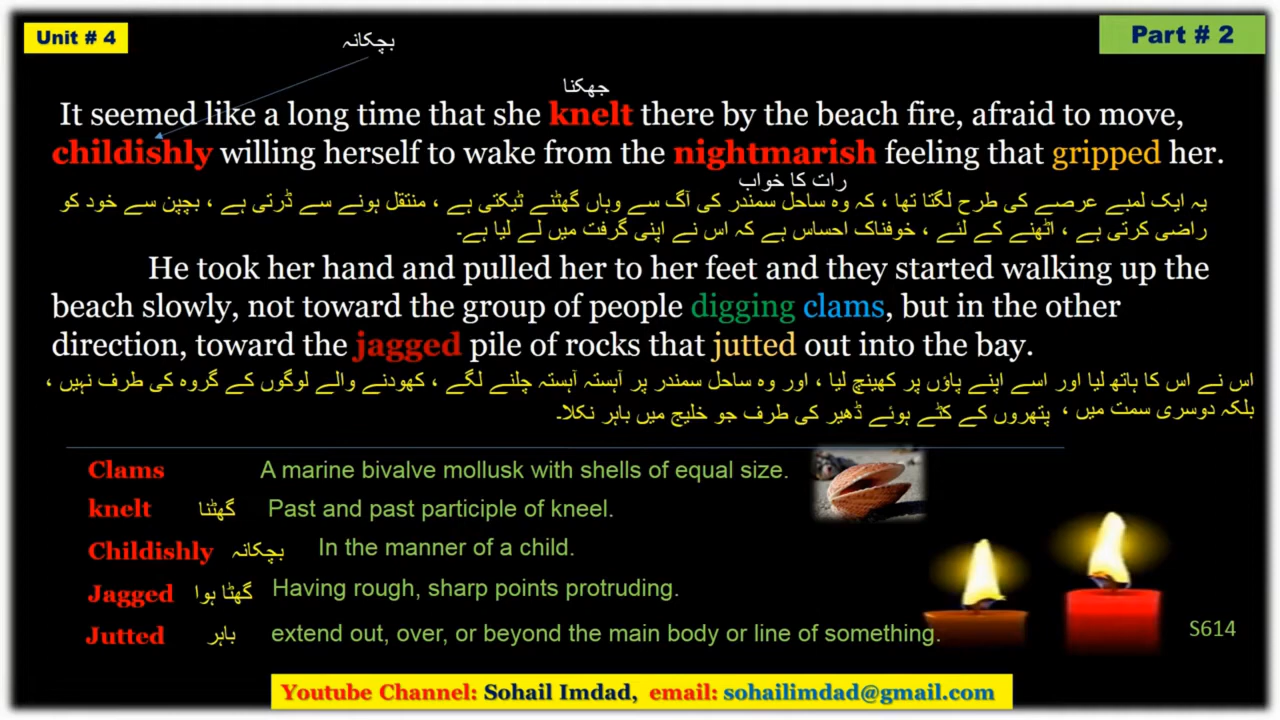 Unit # 4
بچکانہ
Part # 2
جھکنا
It seemed like a long time that she knelt there by the beach fire, afraid to move,
childishly willing herself to wake from the nightmarish feeling that gripped her.
رات کا خواب
یہ ایک لمبے عرصے کی طرح لگتا تھا ، کہ وہ ساحل سمندر کی آگ سے وہاں گھٹنے ٹیکتی ہے ، منتقل ہونے سے ڈرتی ہے ، بچپن سے خود کو
راضی کرتی ہے ، اٹھنے کے لئے ، خوفناک احساس ہے کہ اس نے اپنی گرفت میں لے لیا ہے۔
He took her hand and pulled her to her feet and they started walking up the
beach slowly, not toward the group of people digging clams, but in the other
direction, toward the jagged pile of rocks that jutted out into the bay.
اس نے اس کا ہاتھ لیا اور اسے اپنے پاؤں پر کھینچ لیا ، اور وہ ساحل سمندر پر آہستہ آہستہ چلنے لگے ، کھودنے والے لوگوں کے گروہ کی طرف نہیں ،
بلکہ دوسری سمت میں ، پتھروں کے کٹے ہوئے ڈھیر کی طرف جو خلیج میں باہر نکلا۔
Clams A marine bivalve mollusk with shells of equal size.
knelt گھٹنا Past and past participle of kneel.
Childishly بچکانہ In the manner of a child.
Jagged گھٹا ہوا Having rough, sharp points protruding.
Jutted باہر extend out, over, or beyond the main body or line of something.
S614
Youtube Channel: Sohail Imdad, email: sohailimdad@gmail.com